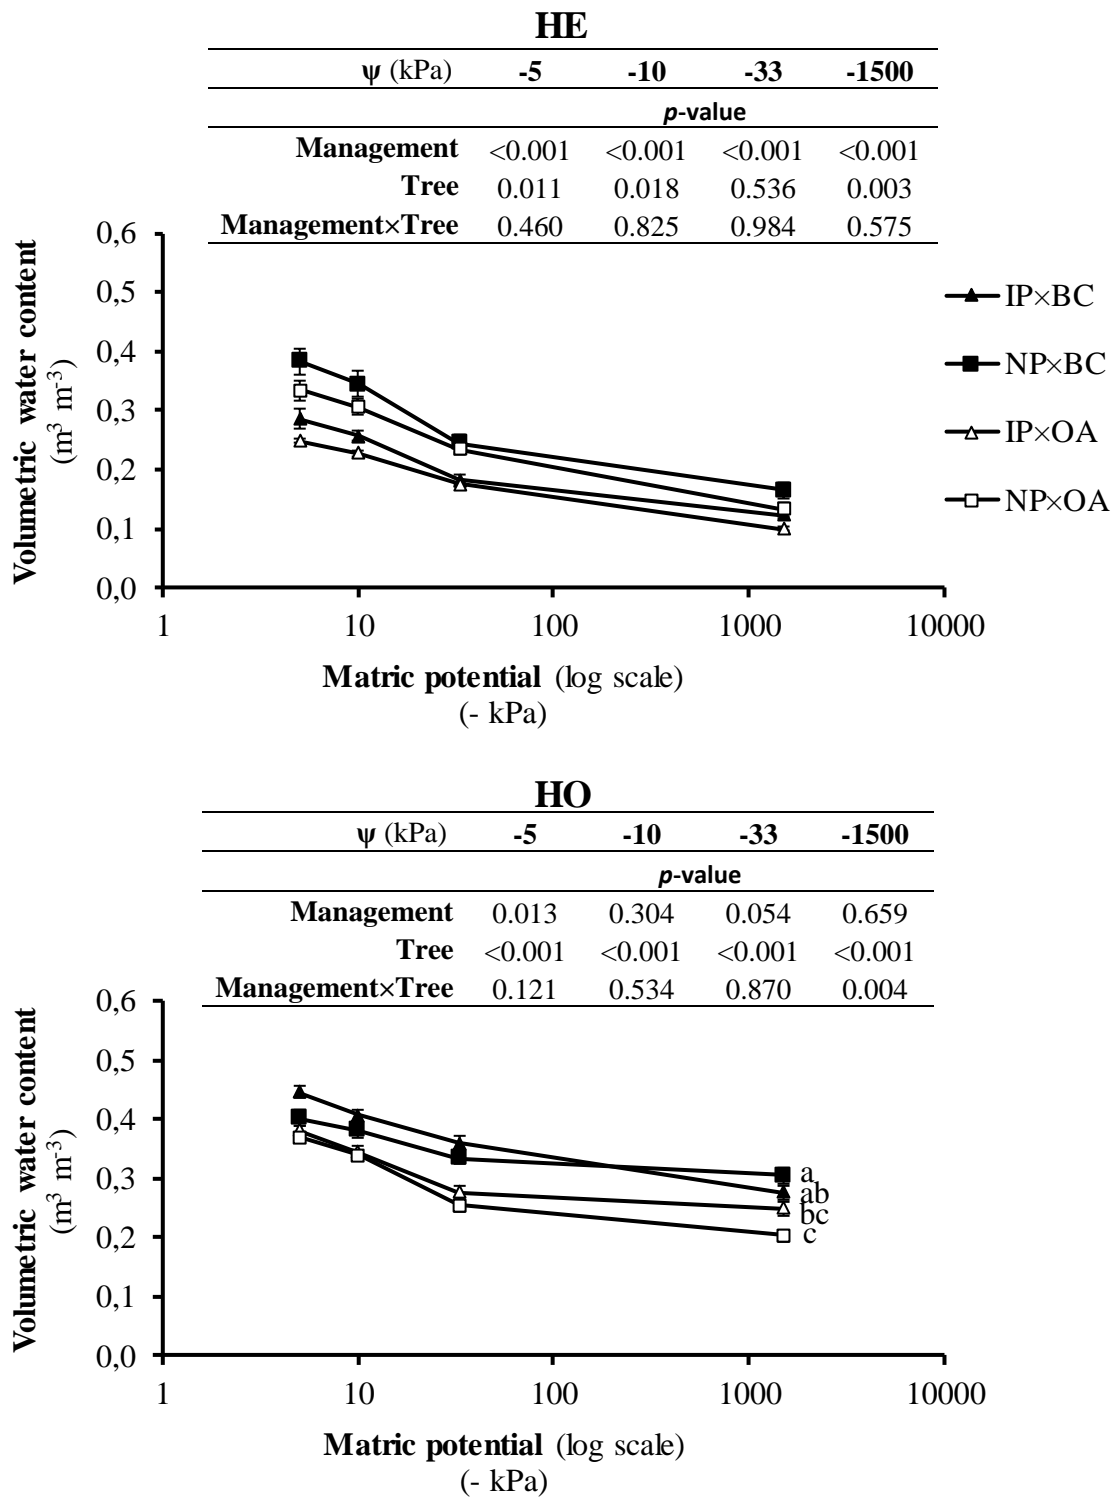 HE
ψ (kPa) -5 -10 -33 -1500
p-value
Management <0.001 <0.001 <0.001 <0.001
Tree 0.011 0.018 0.536 0.003
Management×Tree 0.460 0.825 0.984 0.575
Volumetric water content
(m³ m⁻³)
0,6
0,5
0,4
0,3
0,2
0,1
0,0
1 10 100 1000 10000
Matric potential (log scale)
(- kPa)
IP×BC
NP×BC
IP×OA
NP×OA
HO
ψ (kPa) -5 -10 -33 -1500
p-value
Management 0.013 0.304 0.054 0.659
Tree <0.001 <0.001 <0.001 <0.001
Management×Tree 0.121 0.534 0.870 0.004
Volumetric water content
(m³ m⁻³)
0,6
0,5
0,4
0,3
0,2
0,1
0,0
a
ab
bc
c
1 10 100 1000 10000
Matric potential (log scale)
(- kPa)